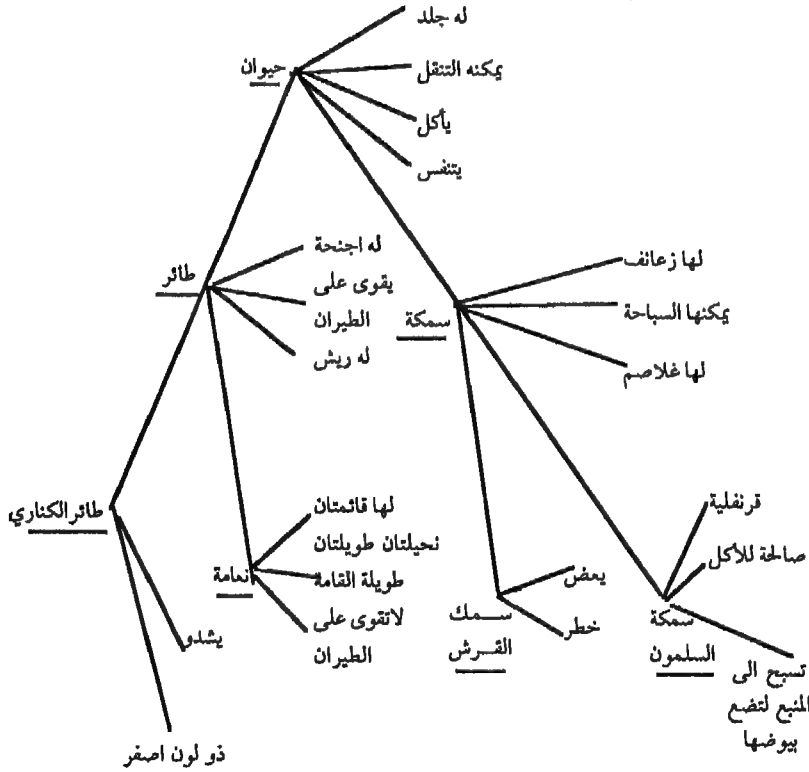 له جلد
حيوان
يمكنه التنقل
يأكل
يتنفس
طائر
له اجنحة
يقوى على
الطيران
له ريش
سمكة
لها زعانف
يمكنها السباحة
لها غلاصم
طائر الكناري
يشدو
ذو لون اصفر
نعامة
لها قائمتان
نحيلتان طويلتان
طويلة القامة
لاتقوى على
الطيران
سمك
القرش
يعض
خطر
سمكة
السلمون
قرنفلية
صالحة للأكل
تسبح الى
المنبع لتضع
بيوضها